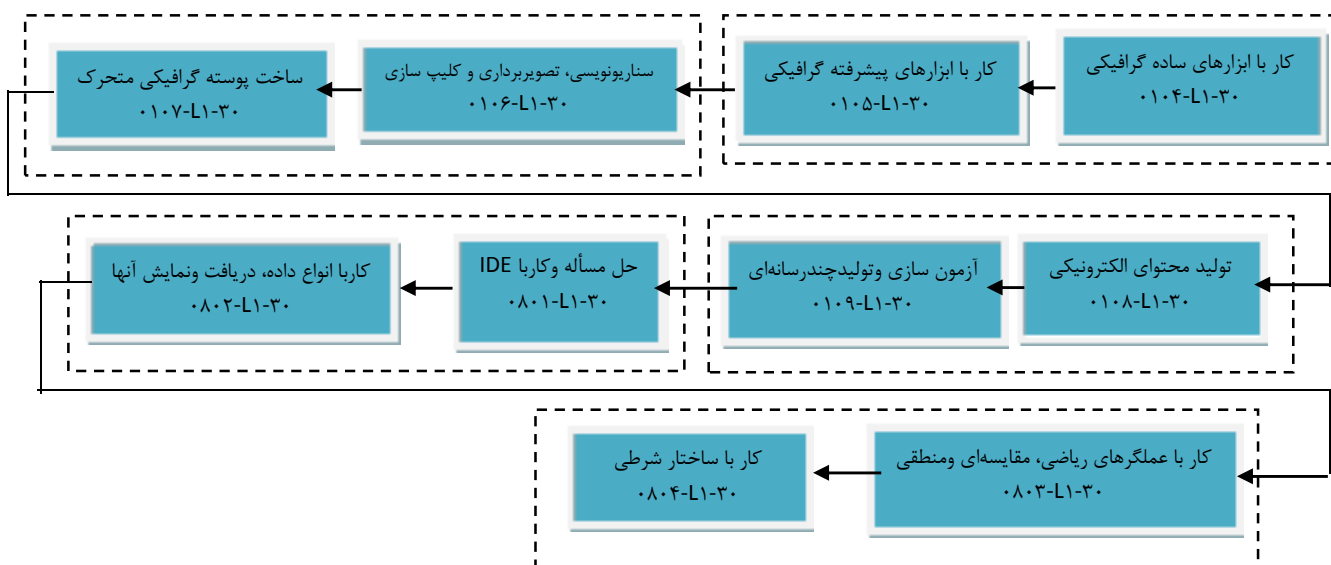 کار با ابزارهای ساده گرافیکی
۰۱۰۴-L۱-۳۰
کار با ابزارهای پیشرفته گرافیکی
۰۱۰۵-L۱-۳۰
سناریونویسی، تصویربرداری و کلیپ سازی
۰۱۰۶-L۱-۳۰
ساخت پوسته گرافیکی متحرک
۰۱۰۷-L۱-۳۰
تولید محتوای الکترونیکی
۰۱۰۸-L۱-۳۰
آزمون سازی وتولیدچندرسانه‌ای
۰۱۰۹-L۱-۳۰
حل مسأله وکاربا IDE
۰۸۰۱-L۱-۳۰
کاربا انواع داده، دریافت ونمایش آنها
۰۸۰۲-L۱-۳۰
کار با عملگرهای ریاضی، مقایسه‌ای ومنطقی
۰۸۰۳-L۱-۳۰
کار با ساختار شرطی
۰۸۰۴-L۱-۳۰